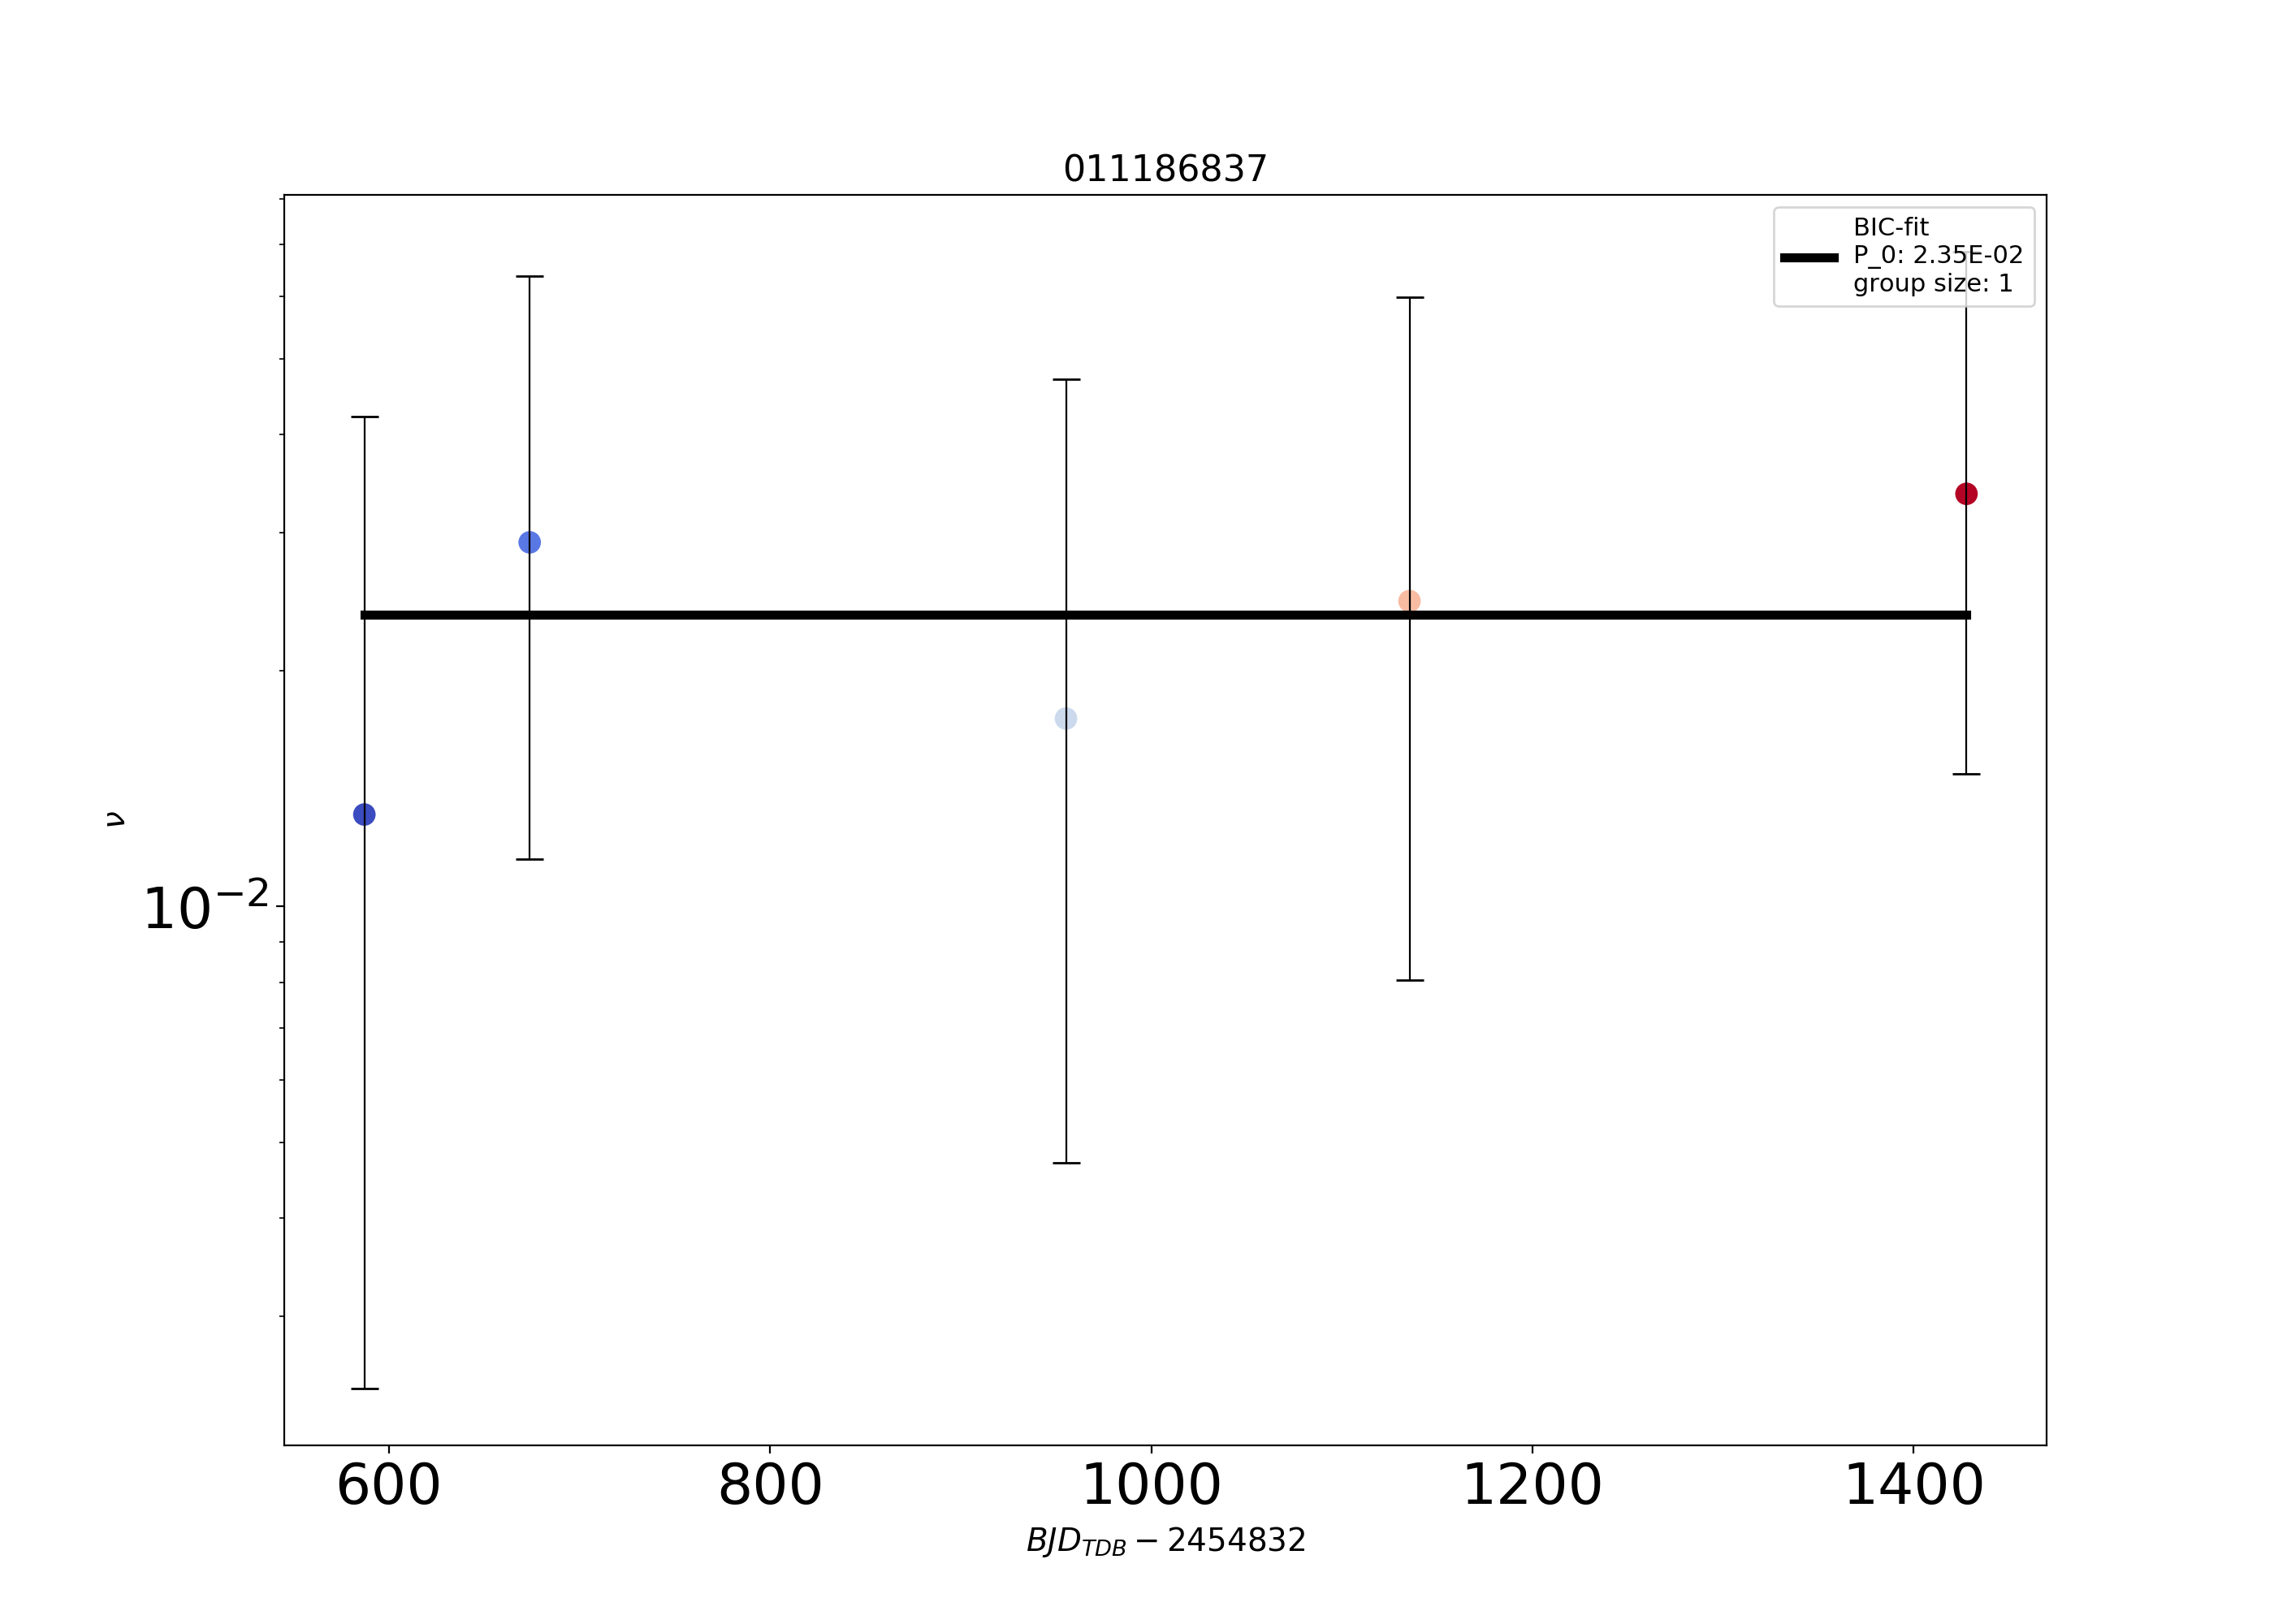 011186837
BIC-fit
P_0: 2.35E-02
group size: 1
ν
10⁻²
600 800 1000 1200 1400
BJD_TDB − 2454832